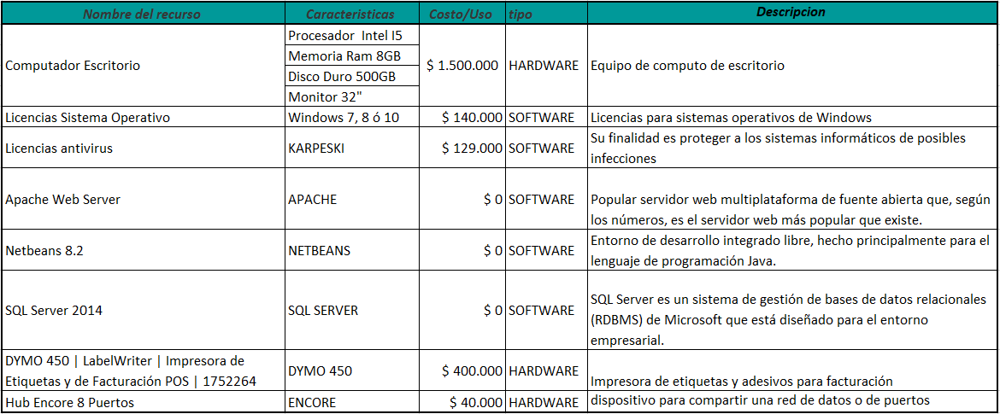 Nombre del recurso Caracteristicas Costo/Uso tipo Descripcion
Computador Escritorio
Procesador Intel I5
Memoria Ram 8GB
Disco Duro 500GB
Monitor 32"
$ 1.500.000 HARDWARE Equipo de computo de escritorio
Licencias Sistema Operativo Windows 7, 8 ó 10 $ 140.000 SOFTWARE Licencias para sistemas operativos de Windows
Licencias antivirus KARPESKI $ 129.000 SOFTWARE
Su finalidad es proteger a los sistemas informáticos de posibles
infecciones
Apache Web Server APACHE $ 0 SOFTWARE
Popular servidor web multiplataforma de fuente abierta que, según
los números, es el servidor web más popular que existe.
Netbeans 8.2 NETBEANS $ 0 SOFTWARE
Entorno de desarrollo integrado libre, hecho principalmente para el
lenguaje de programación Java.
SQL Server 2014 SQL SERVER $ 0 SOFTWARE
SQL Server es un sistema de gestión de bases de datos relacionales
(RDBMS) de Microsoft que está diseñado para el entorno
empresarial.
DYMO 450 | LabelWriter | Impresora de
Etiquetas y de Facturación POS | 1752264
DYMO 450 $ 400.000 HARDWARE
Impresora de etiquetas y adesivos para facturación
Hub Encore 8 Puertos ENCORE $ 40.000 HARDWARE dispositivo para compartir una red de datos o de puertos